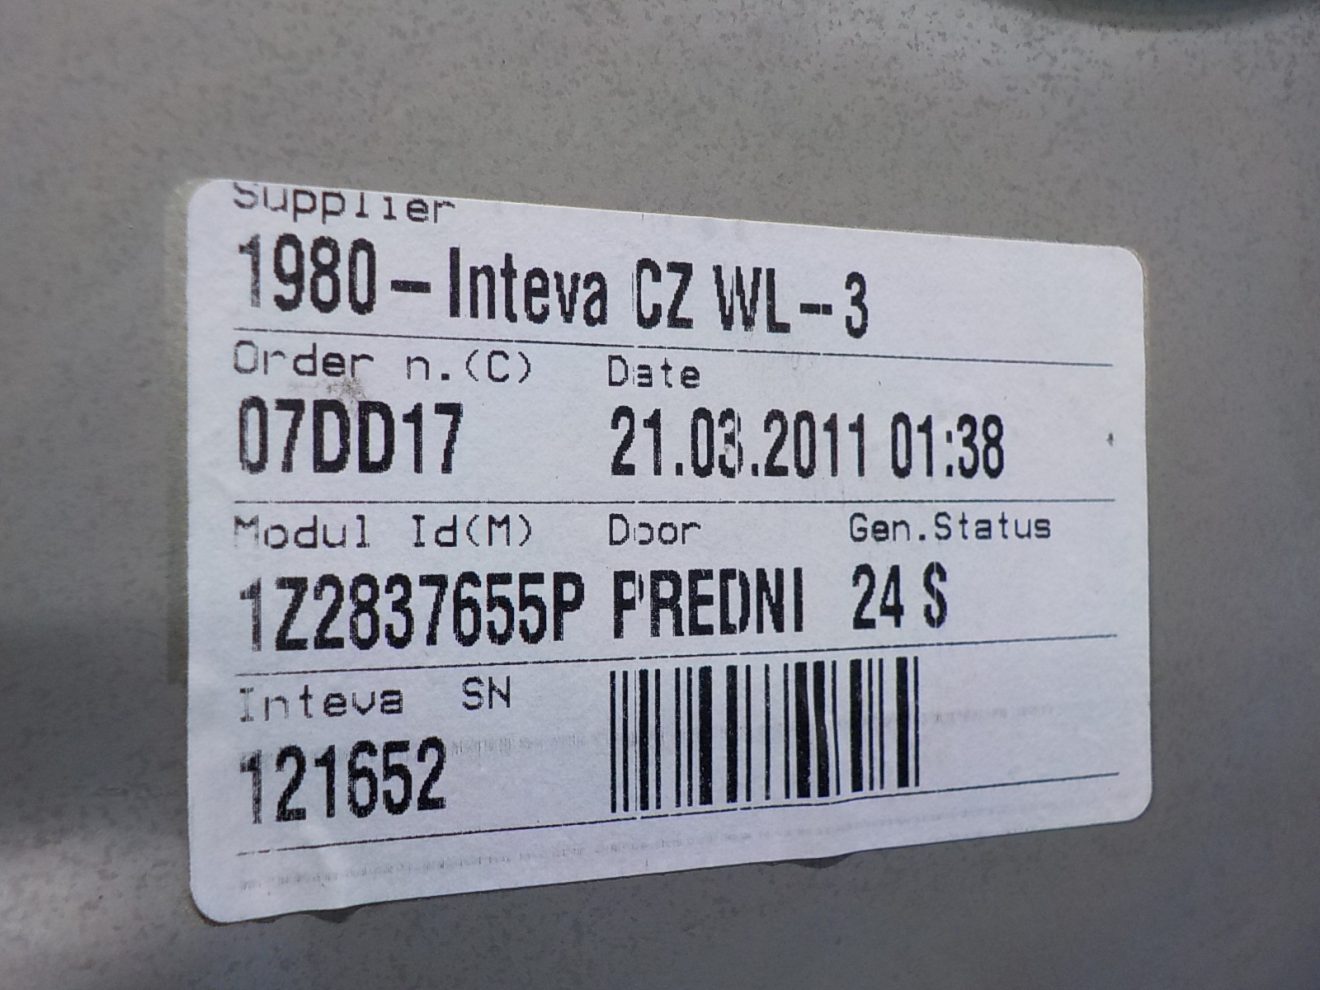 Supplier
1980-Inteva CZ WL-3
Order n.(C) Date
07DD17 21.03.2011 01:38
Modul Id(M) Door Gen.Status
1Z2837655P PREDNI 24 S
Inteva SN
121652